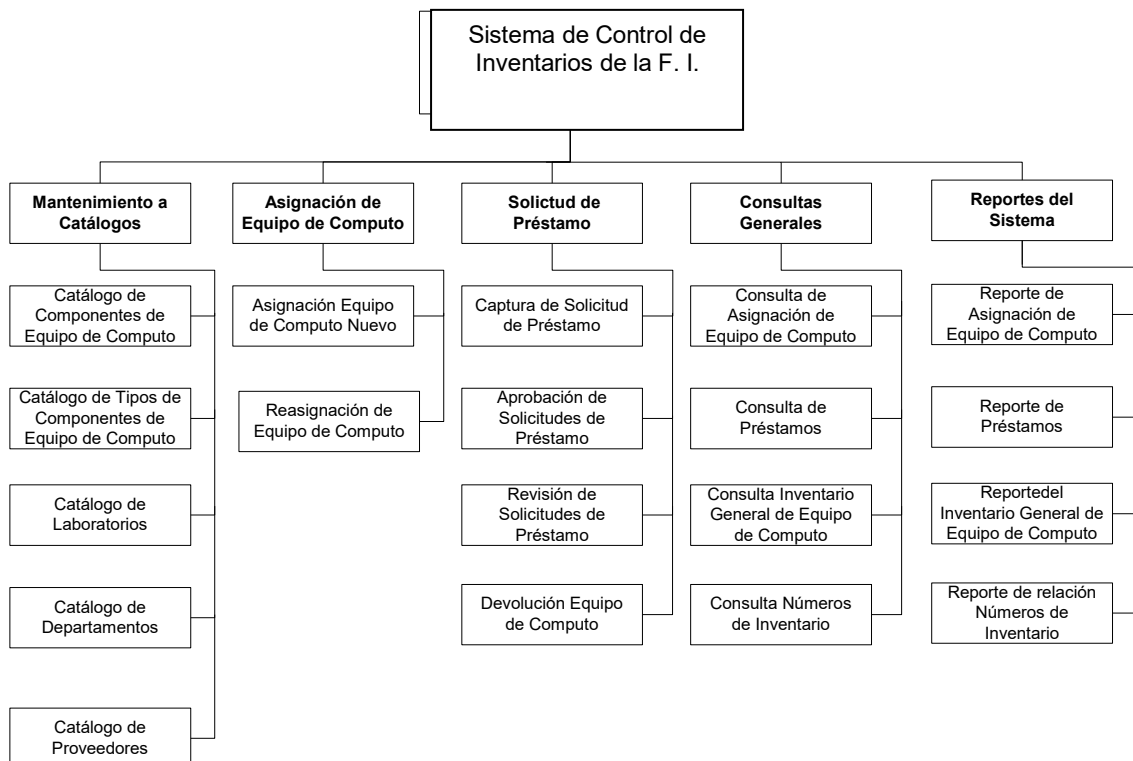 Sistema de Control de
Inventarios de la F. I.
Mantenimiento a
Catálogos
Asignación de
Equipo de Computo
Solictud de
Préstamo
Consultas
Generales
Reportes del
Sistema
Catálogo de
Componentes de
Equipo de Computo
Asignación Equipo
de Computo Nuevo
Captura de Solicitud
de Préstamo
Consulta de
Asignación de
Equipo de Computo
Reporte de
Asignación de
Equipo de Computo
Catálogo de Tipos de
Componentes de
Equipo de Computo
Reasignación de
Equipo de Computo
Aprobación de
Solicitudes de
Préstamo
Consulta de
Préstamos
Reporte de
Préstamos
Catálogo de
Laboratorios
Revisión de
Solicitudes de
Préstamo
Consulta Inventario
General de Equipo
de Computo
Reportedel
Inventario General de
Equipo de Computo
Catálogo de
Departamentos
Devolución Equipo
de Computo
Consulta Números
de Inventario
Reporte de relación
Números de
Inventario
Catálogo de
Proveedores